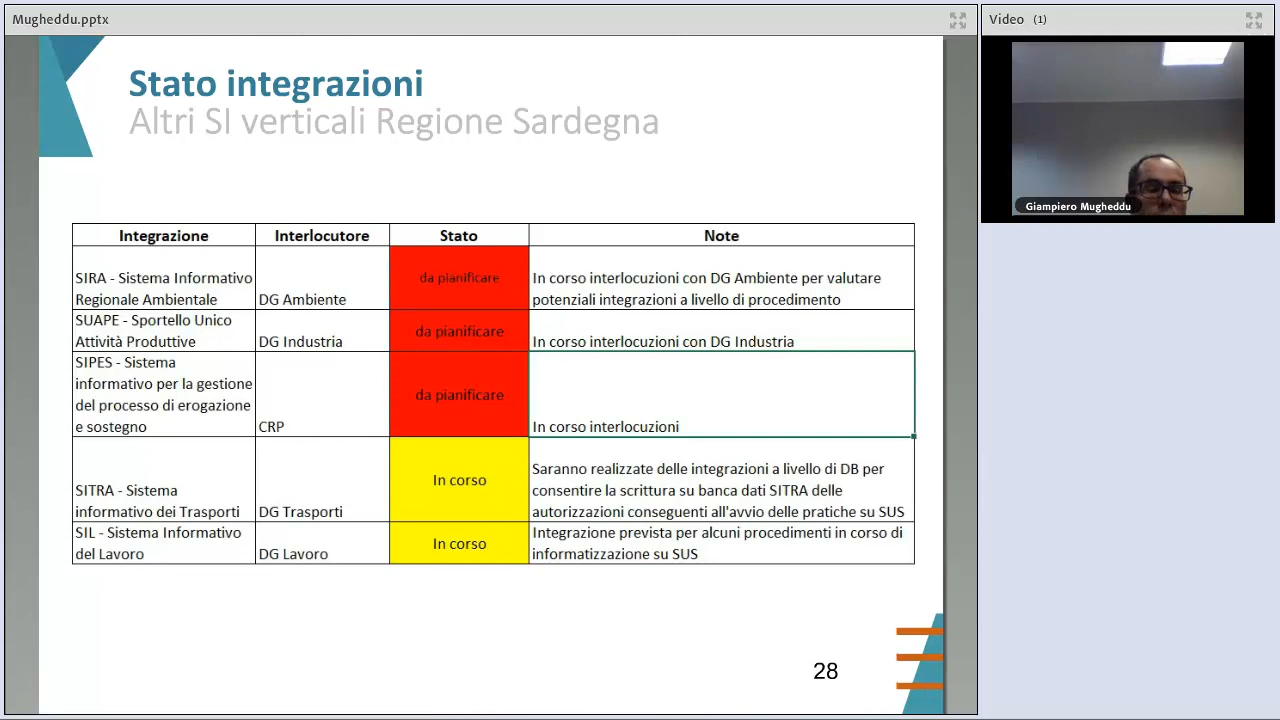 Mugheddu.pptx
Video (1)
Stato integrazioni
Altri SI verticali Regione Sardegna
Integrazione Interlocutore Stato Note
SIRA - Sistema Informativo
Regionale Ambientale
DG Ambiente
da pianificare
In corso interlocuzioni con DG Ambiente per valutare
potenziali integrazioni a livello di procedimento
SUAPE - Sportello Unico
Attività Produttive
DG Industria
da pianificare
In corso interlocuzioni con DG Industria
SIPES - Sistema
informativo per la gestione
del processo di erogazione
e sostegno
CRP
da pianificare
In corso interlocuzioni
SITRA - Sistema
informativo dei Trasporti
DG Trasporti
In corso
Saranno realizzate delle integrazioni a livello di DB per
consentire la scrittura su banca dati SITRA delle
autorizzazioni conseguenti all'avvio delle pratiche su SUS
SIL - Sistema Informativo
del Lavoro
DG Lavoro
In corso
Integrazione prevista per alcuni procedimenti in corso di
informatizzazione su SUS
28
Giampiero Mugheddu